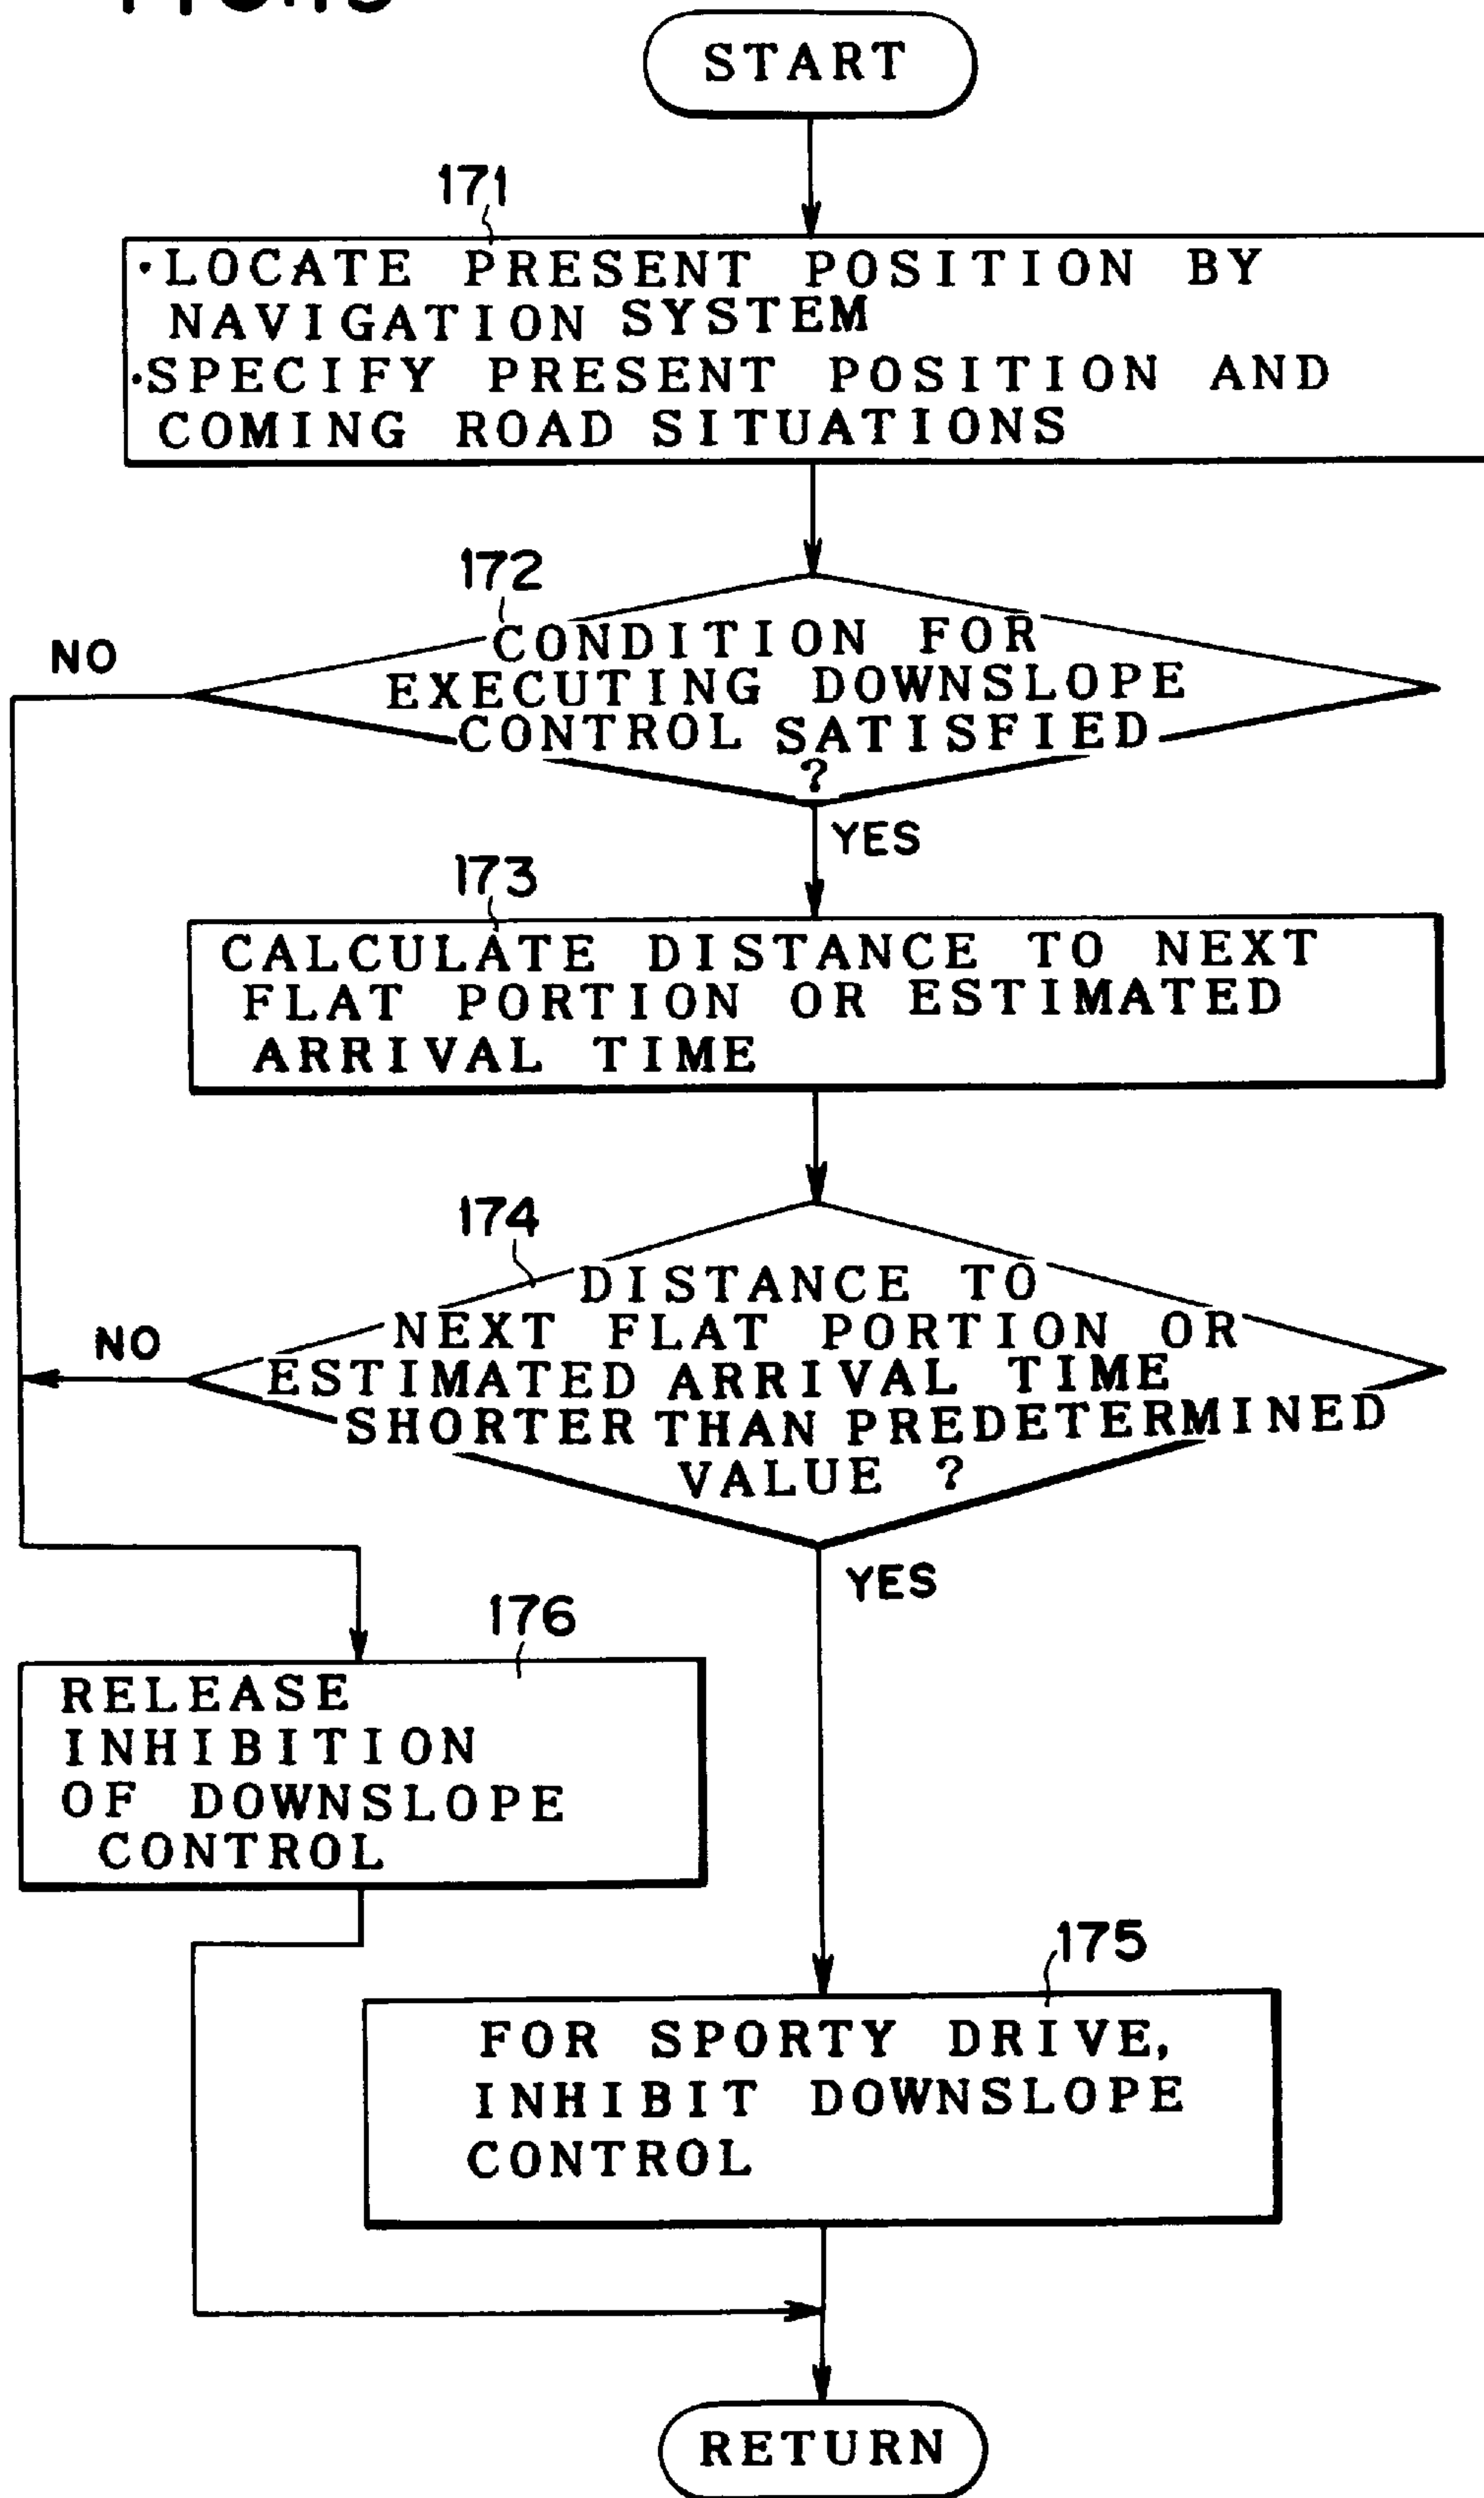 START
171
·LOCATE PRESENT POSITION BY
NAVIGATION SYSTEM
·SPECIFY PRESENT POSITION AND
COMING ROAD SITUATIONS
172
CONDITION FOR
EXECUTING DOWNSLOPE
CONTROL SATISFIED
?
NO
YES
173
CALCULATE DISTANCE TO NEXT
FLAT PORTION OR ESTIMATED
ARRIVAL TIME
174
DISTANCE TO
NEXT FLAT PORTION OR
ESTIMATED ARRIVAL TIME
SHORTER THAN PREDETERMINED
VALUE ?
NO
YES
176
RELEASE
INHIBITION
OF DOWNSLOPE
CONTROL
175
FOR SPORTY DRIVE,
INHIBIT DOWNSLOPE
CONTROL
RETURN